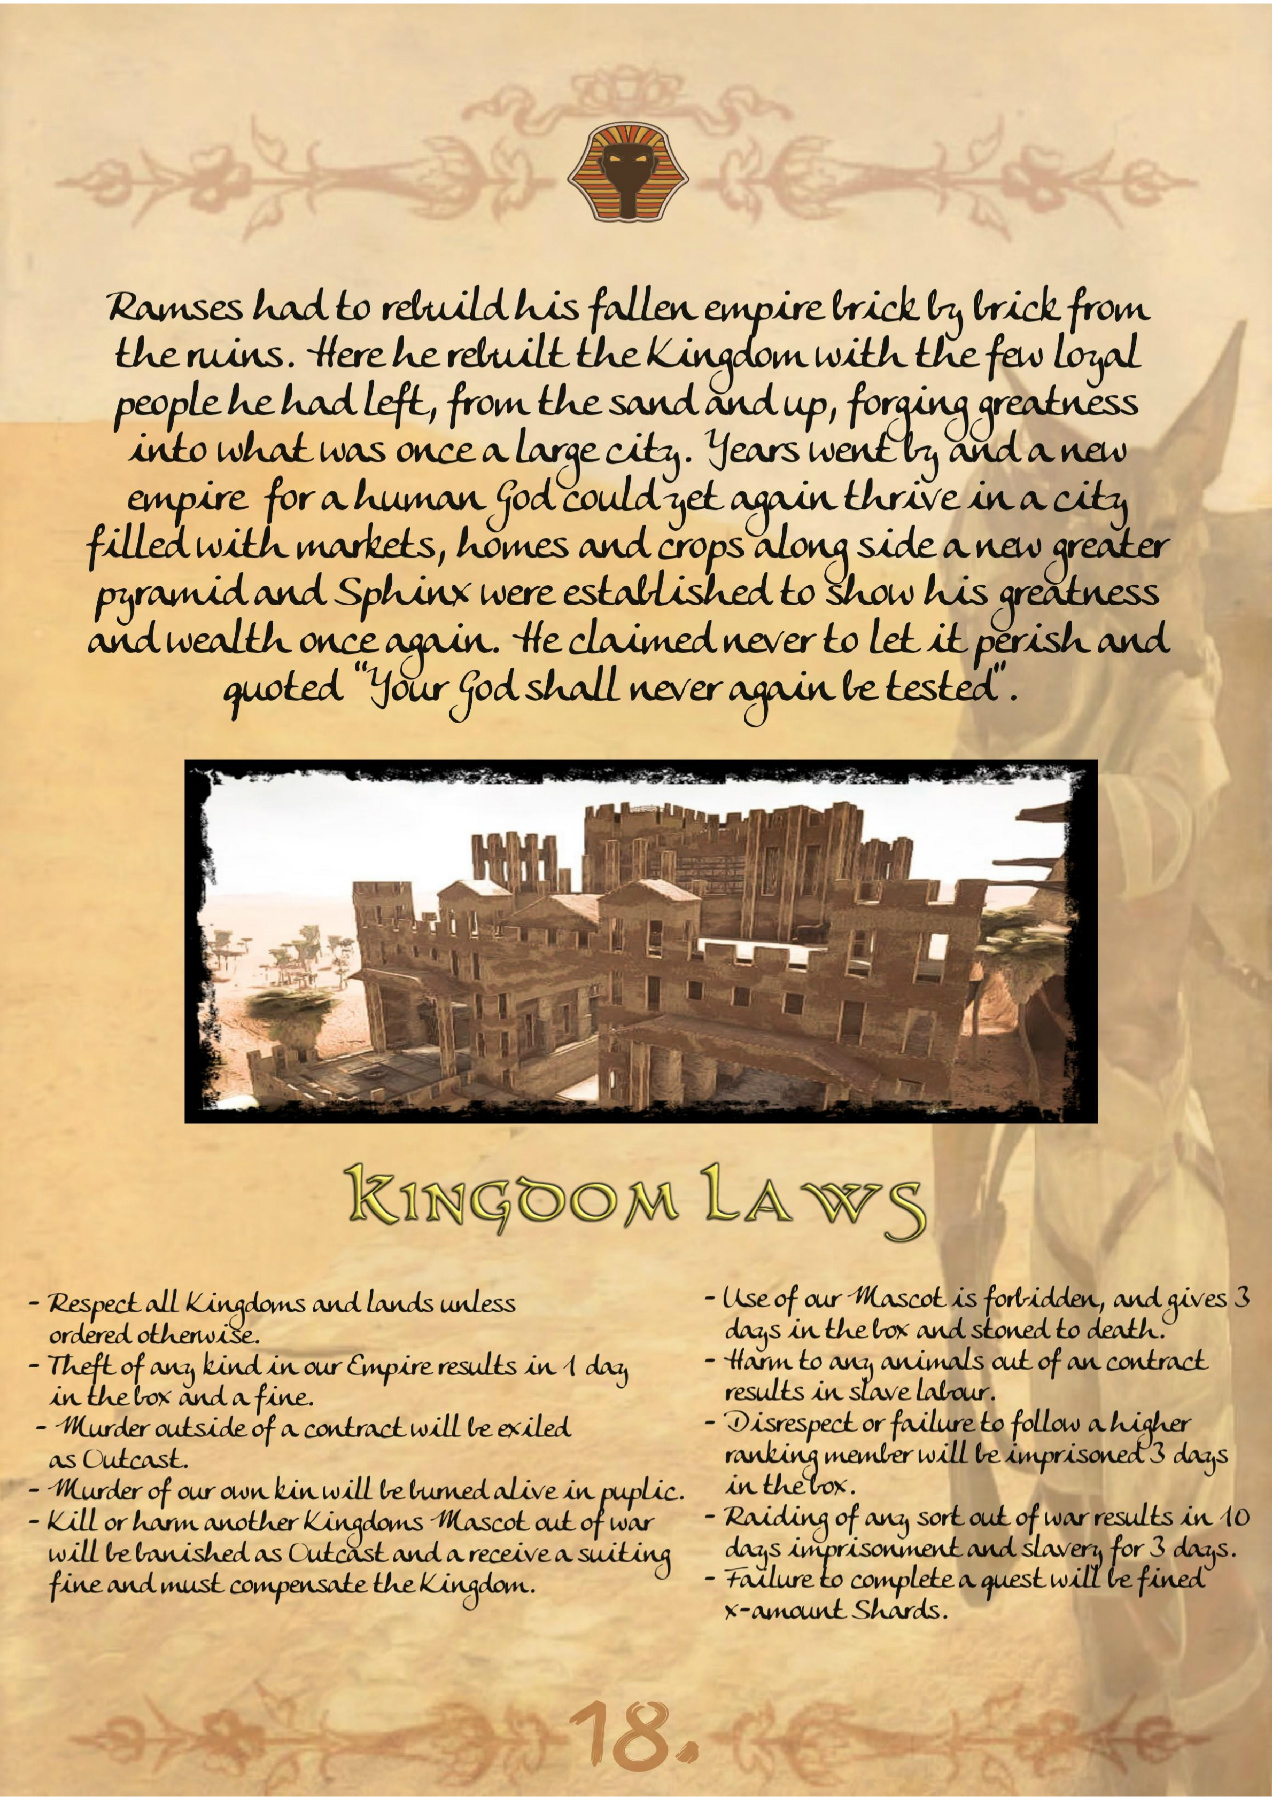 Ramses had to rebuild his fallen empire brick by brick from
the ruins. Here he rebuilt the Kingdom with the few loyal
people he had left, from the sand and up, forging greatness
into what was once a large city. Years went by and a new
empire for a human God could yet again thrive in a city
filled with markets, homes and crops along side a new greater
pyramid and Sphinx were established to show his greatness
and wealth once again. He claimed never to let it perish and
quoted "Your God shall never again be tested".
Kingdom Laws
- Respect all Kingdoms and lands unless
ordered otherwise.
- Theft of any kind in our Empire results in 1 day
in the box and a fine.
- Murder outside of a contract will be exiled
as Outcast.
- Murder of our own kin will be burned alive in puplic.
- Kill or harm another Kingdoms Mascot out of war
will be banished as Outcast and a receive a suiting
fine and must compensate the Kingdom.
- Use of our Mascot is forbidden, and gives 3
days in the box and stoned to death.
- Harm to any animals out of an contract
results in slave labour.
- Disrespect or failure to follow a higher
ranking member will be imprisoned 3 days
in the box.
- Raiding of any sort out of war results in 10
days imprisonment and slavery for 3 days.
- Failure to complete a quest will be fined
x-amount Shards.
18.